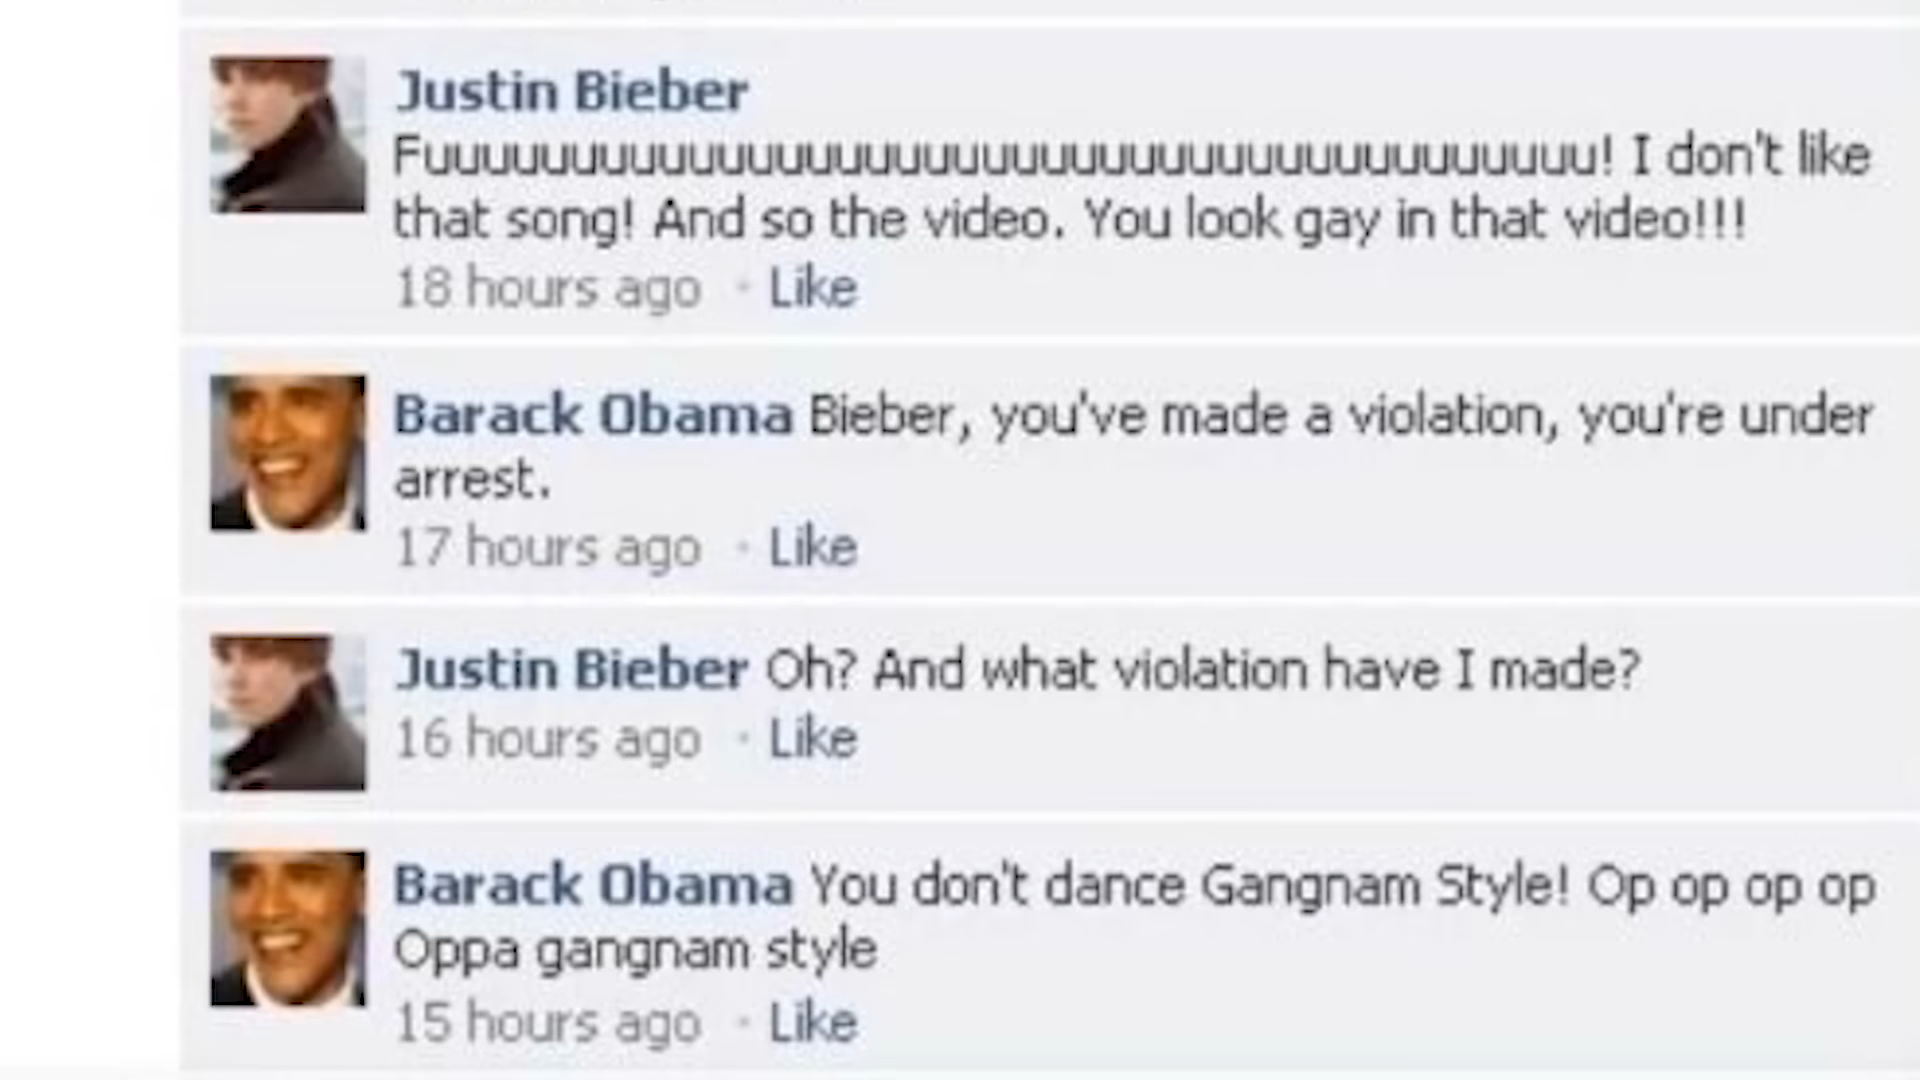 Justin Bieber
Fuuuuuuuuuuuuuuuuuuuuuuuuuuuuuuuuuuuuuuuu! I don't like
that song! And so the video. You look gay in that video!!!
18 hours ago · Like
Barack Obama Bieber, you've made a violation, you're under
arrest.
17 hours ago · Like
Justin Bieber Oh? And what violation have I made?
16 hours ago · Like
Barack Obama You don't dance Gangnam Style! Op op op op
Oppa gangnam style
15 hours ago · Like